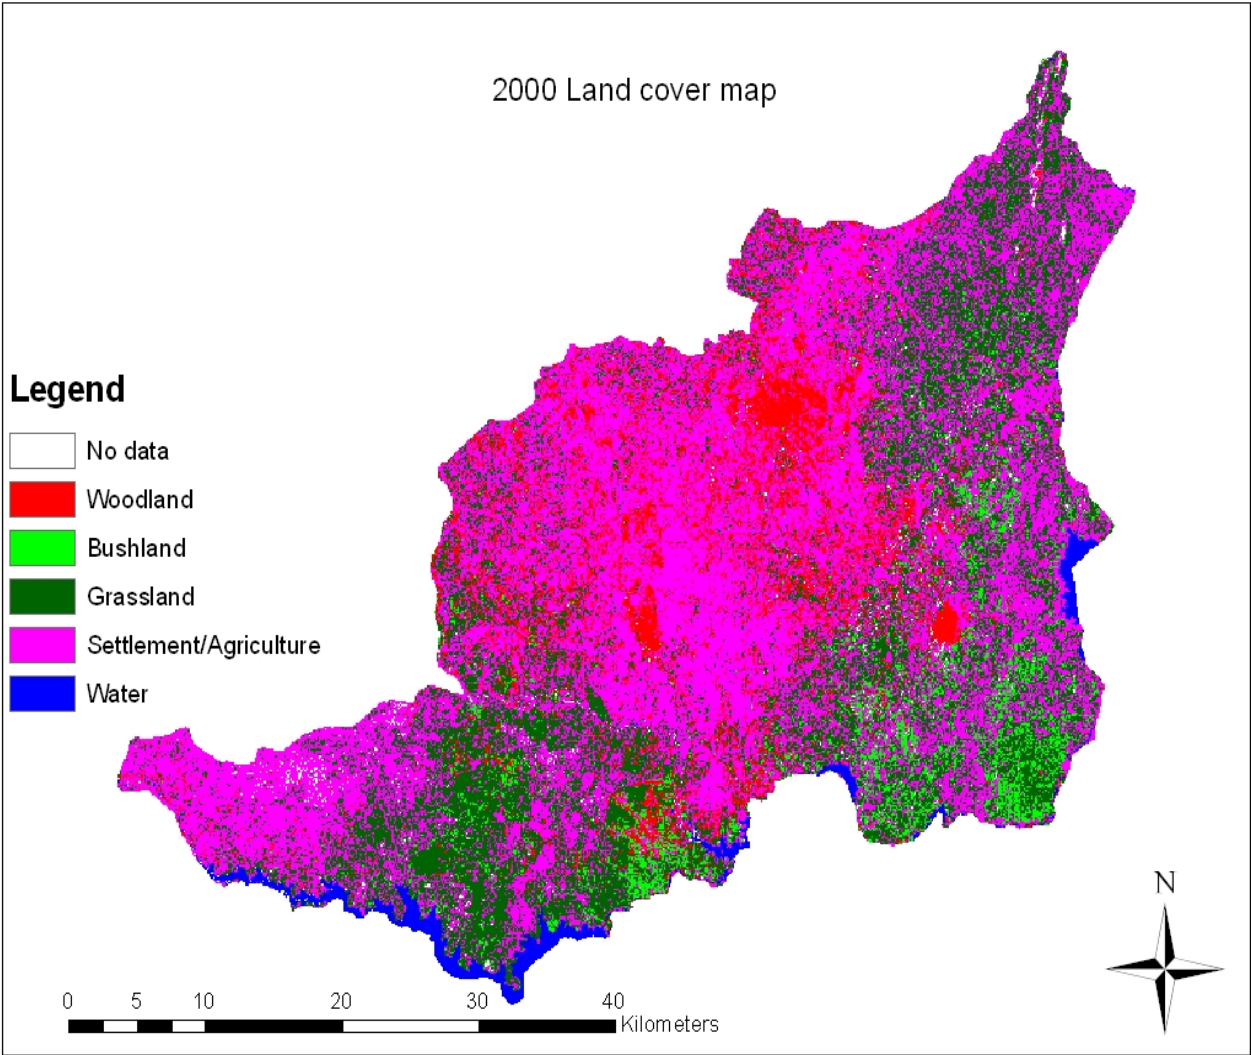 2000 Land cover map
Legend
No data
Woodland
Bushland
Grassland
Settlement/Agriculture
Water
N
0 5 10 20 30 40
Kilometers